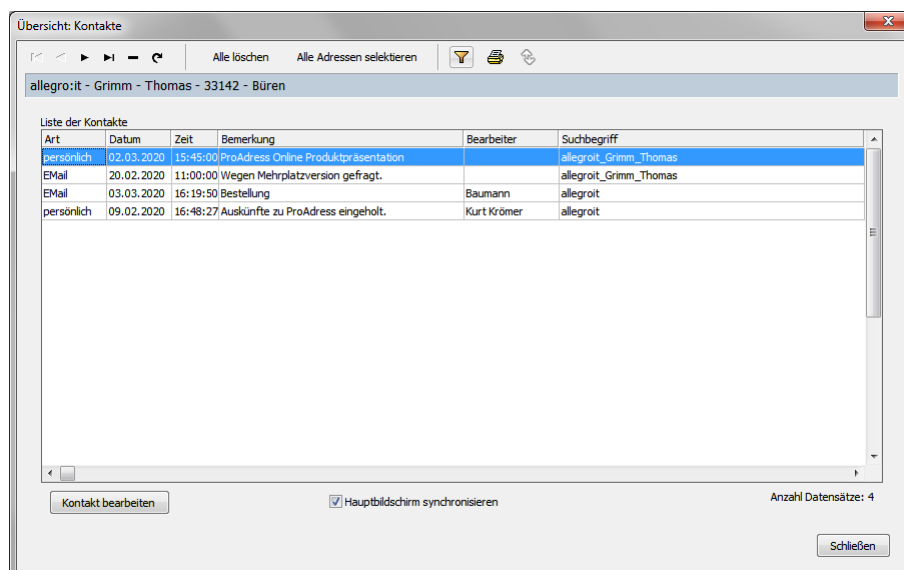 Übersicht: Kontakte
Alle löschen Alle Adressen selektieren
allegro:it - Grimm - Thomas - 33142 - Büren
Liste der Kontakte
Art Datum Zeit Bemerkung Bearbeiter Suchbegriff
persönlich 02.03.2020 15:45:00 ProAdress Online Produktpräsentation allegroit_Grimm_Thomas
EMail 20.02.2020 11:00:00 Wegen Mehrplatzversion gefragt. allegroit_Grimm_Thomas
EMail 03.03.2020 16:19:50 Bestellung Baumann allegroit
persönlich 09.02.2020 16:48:27 Auskünfte zu ProAdress eingeholt. Kurt Krömer allegroit
Kontakt bearbeiten Hauptbildschirm synchronisieren Anzahl Datensätze: 4
Schließen